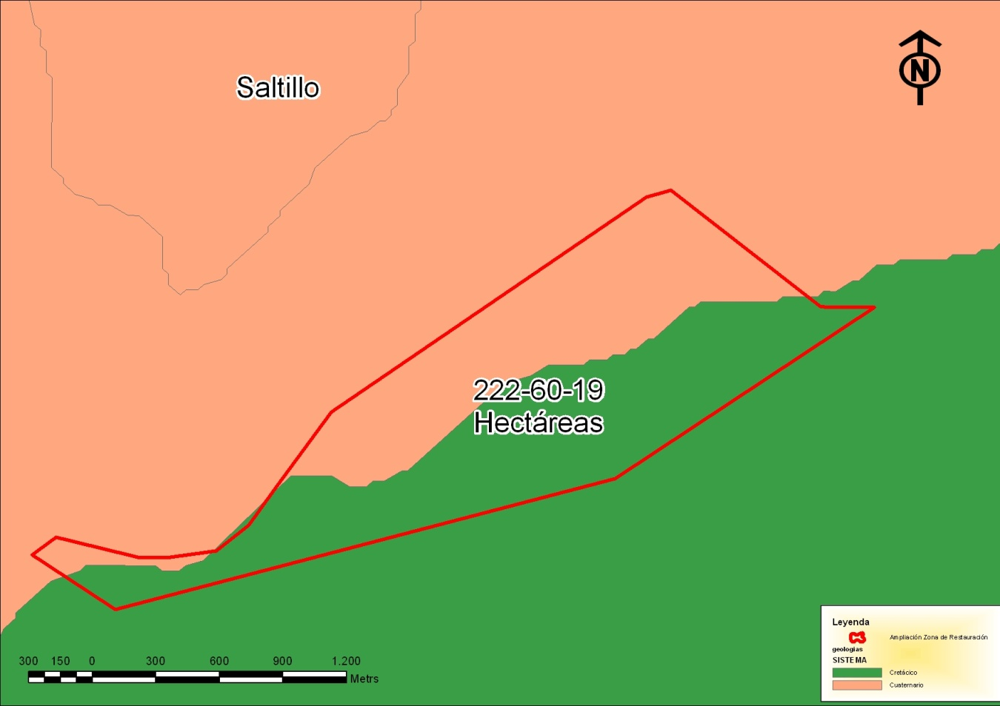 Saltillo
N
222-60-19
Hectáreas
300 150 0 300 600 900 1.200
Metrs
Leyenda
Ampliación Zona de Restauración
geologias
SISTEMA
Cretácico
Cuaternario